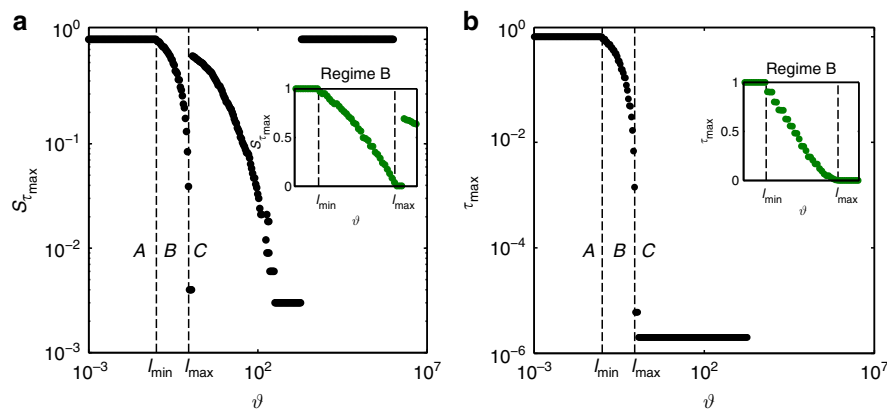 a
10^0
10^-1
10^-2
10^-3
S_τmax
A B C
10^-3 l_min l_max 10^2 10^7
ϑ
Regime B
1
0.5
0
S_τmax
l_min l_max
ϑ
b
10^0
10^-2
10^-4
10^-6
τ_max
A B C
10^-3 l_min l_max 10^2 10^7
ϑ
Regime B
1
0.5
0
τ_max
l_min l_max
ϑ